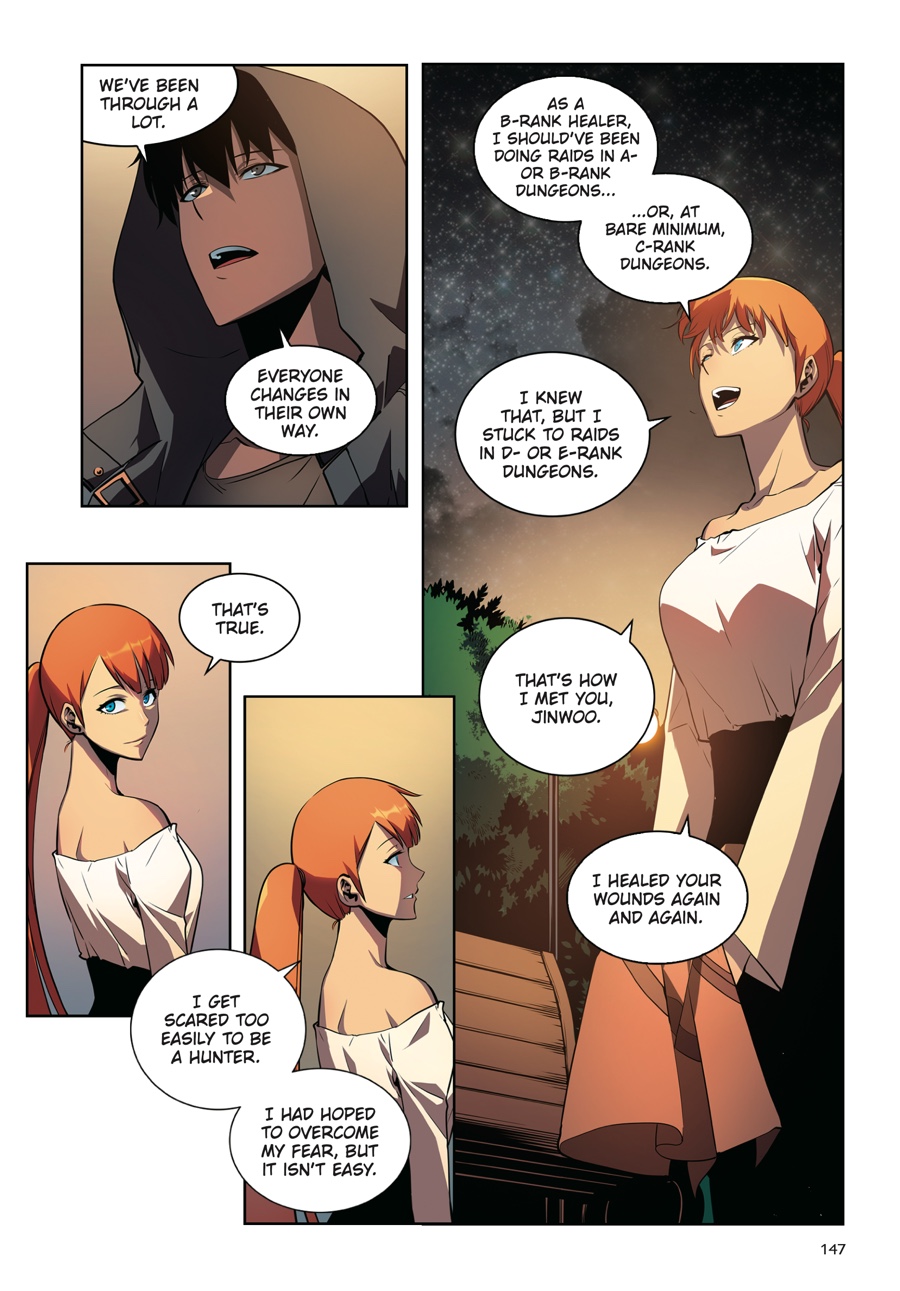 WE'VE BEEN
THROUGH A
LOT.
EVERYONE
CHANGES IN
THEIR OWN
WAY.
THAT'S
TRUE.
I GET
SCARED TOO
EASILY TO BE
A HUNTER.
I HAD HOPED
TO OVERCOME
MY FEAR, BUT
IT ISN'T EASY.
AS A
B-RANK HEALER,
I SHOULD'VE BEEN
DOING RAIDS IN A-
OR B-RANK
DUNGEONS...
...OR, AT
BARE MINIMUM,
C-RANK
DUNGEONS.
I KNEW
THAT, BUT I
STUCK TO RAIDS
IN D- OR E-RANK
DUNGEONS.
THAT'S HOW
I MET YOU,
JINWOO.
I HEALED YOUR
WOUNDS AGAIN
AND AGAIN.
147